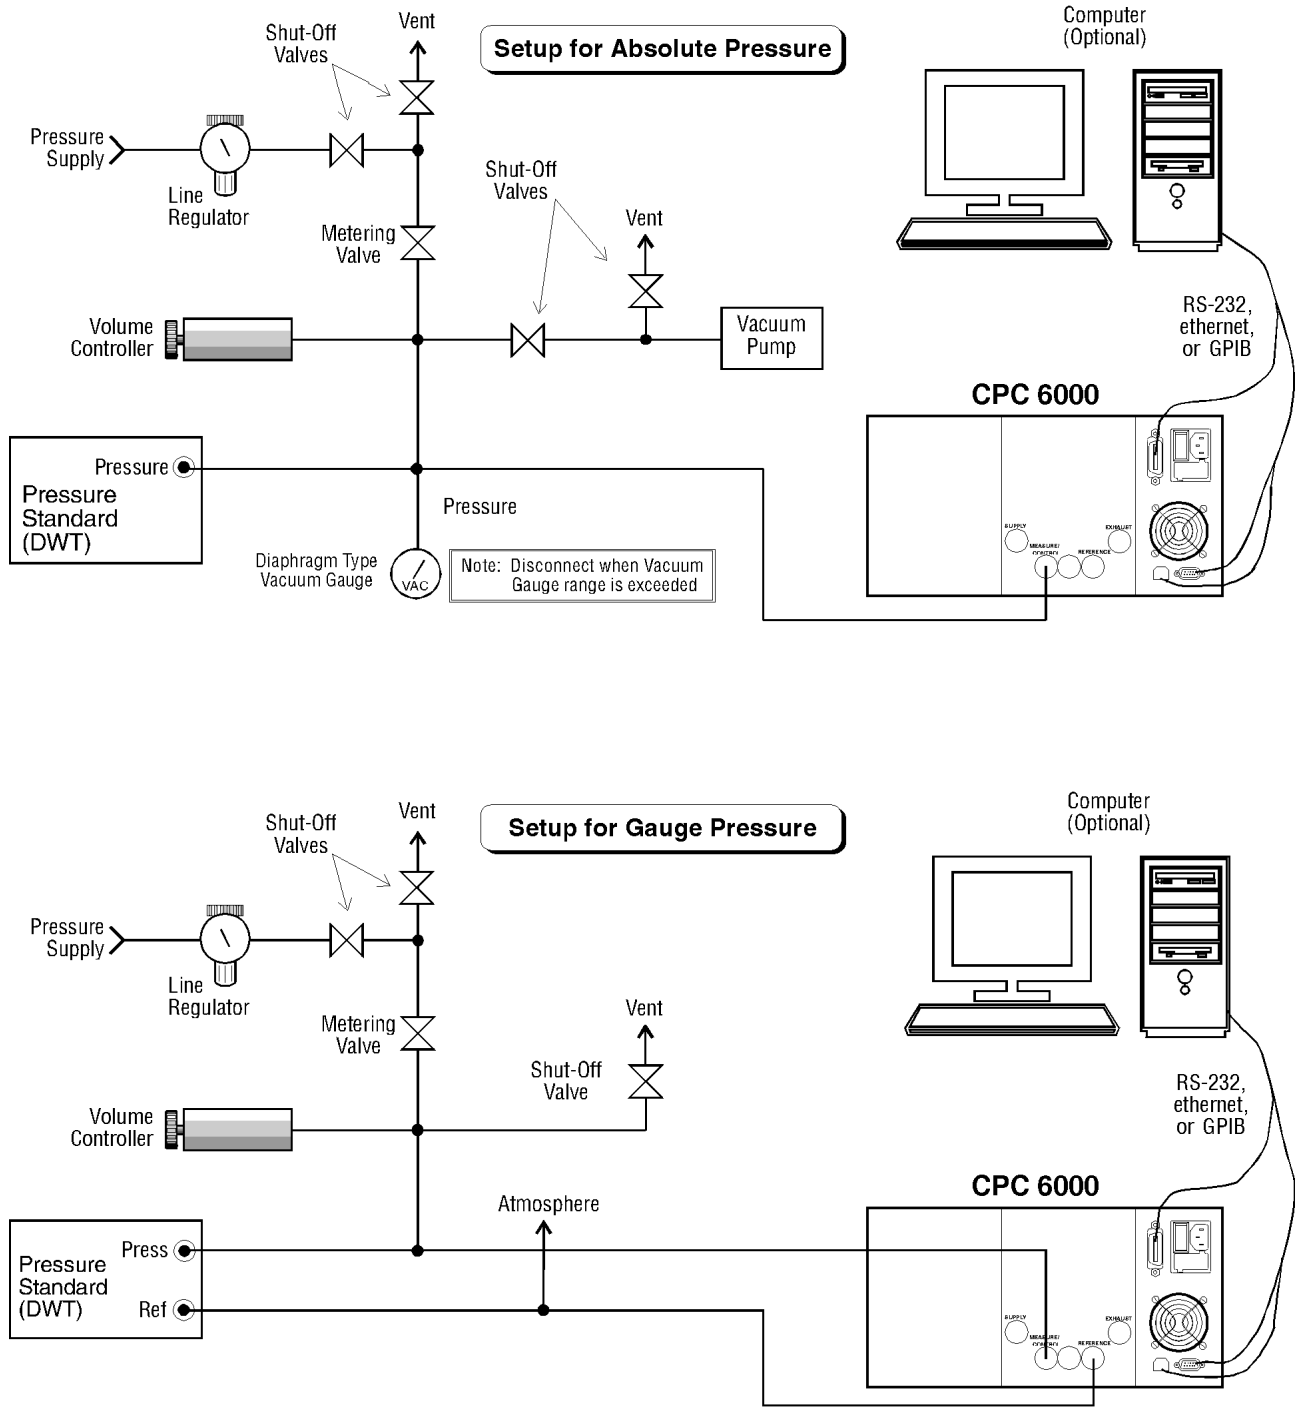 Vent
Shut-Off
Valves
Setup for Absolute Pressure
Computer
(Optional)
Pressure
Supply
Line
Regulator
Shut-Off
Valves
Vent
Metering
Valve
Volume
Controller
Vacuum
Pump
RS-232,
ethernet,
or GPIB
CPC 6000
Pressure
Pressure
Standard
(DWT)
Pressure
Diaphragm Type
Vacuum Gauge
VAC
Note: Disconnect when Vacuum
Gauge range is exceeded
SUPPLY
EXHAUST
MEASURE/
CONTROL
REFERENCE
Vent
Shut-Off
Valves
Setup for Gauge Pressure
Computer
(Optional)
Pressure
Supply
Line
Regulator
Metering
Valve
Vent
Shut-Off
Valve
Volume
Controller
RS-232,
ethernet,
or GPIB
CPC 6000
Atmosphere
Press
Pressure
Standard
(DWT)
Ref
SUPPLY
EXHAUST
MEASURE/
CONTROL
REFERENCE